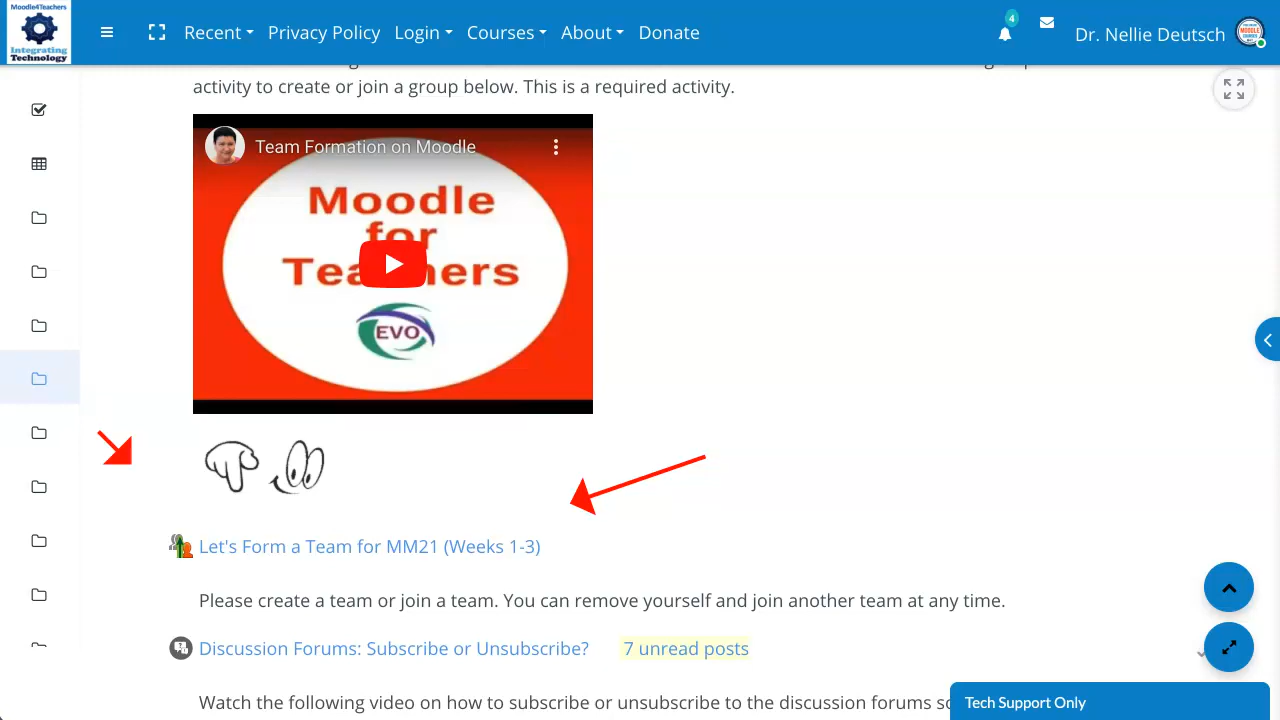 Moodle4Teachers
Integrating
Technology
Recent
Privacy Policy
Login
Courses
About
Donate
4
Dr. Nellie Deutsch
activity to create or join a group below. This is a required activity.
Team Formation on Moodle
Moodle
for
Teachers
EVO
Let's Form a Team for MM21 (Weeks 1-3)
Please create a team or join a team. You can remove yourself and join another team at any time.
Discussion Forums: Subscribe or Unsubscribe?
7 unread posts
Watch the following video on how to subscribe or unsubscribe to the discussion forums
Tech Support Only